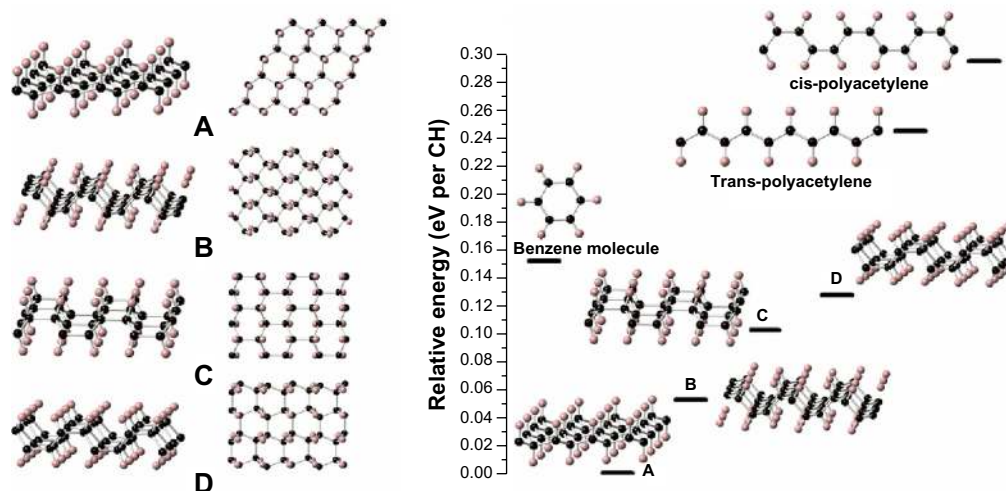 A
B
C
D
Relative energy (eV per CH)
0.30
0.28
0.26
0.24
0.22
0.20
0.18
0.16
0.14
0.12
0.10
0.08
0.06
0.04
0.02
0.00
cis-polyacetylene
Trans-polyacetylene
Benzene molecule
D
C
B
A